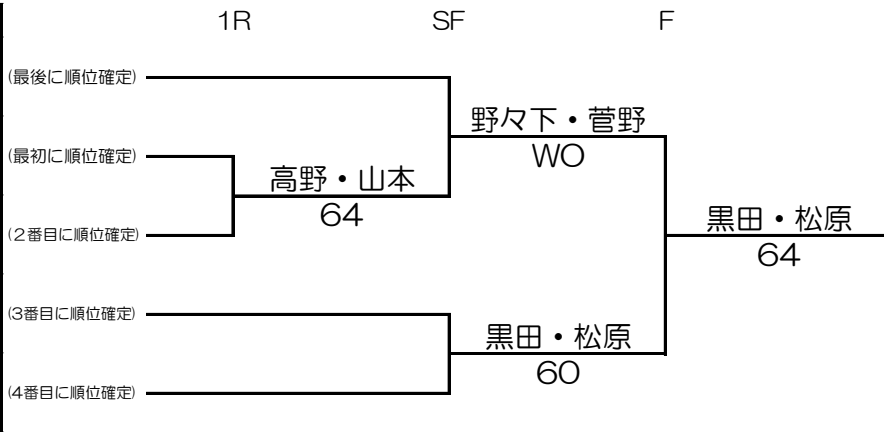 1R SF F
(最後に順位確定)
野々下・菅野
WO
(最初に順位確定)
高野・山本
64
(2番目に順位確定)
黒田・松原
64
(3番目に順位確定)
黒田・松原
60
(4番目に順位確定)